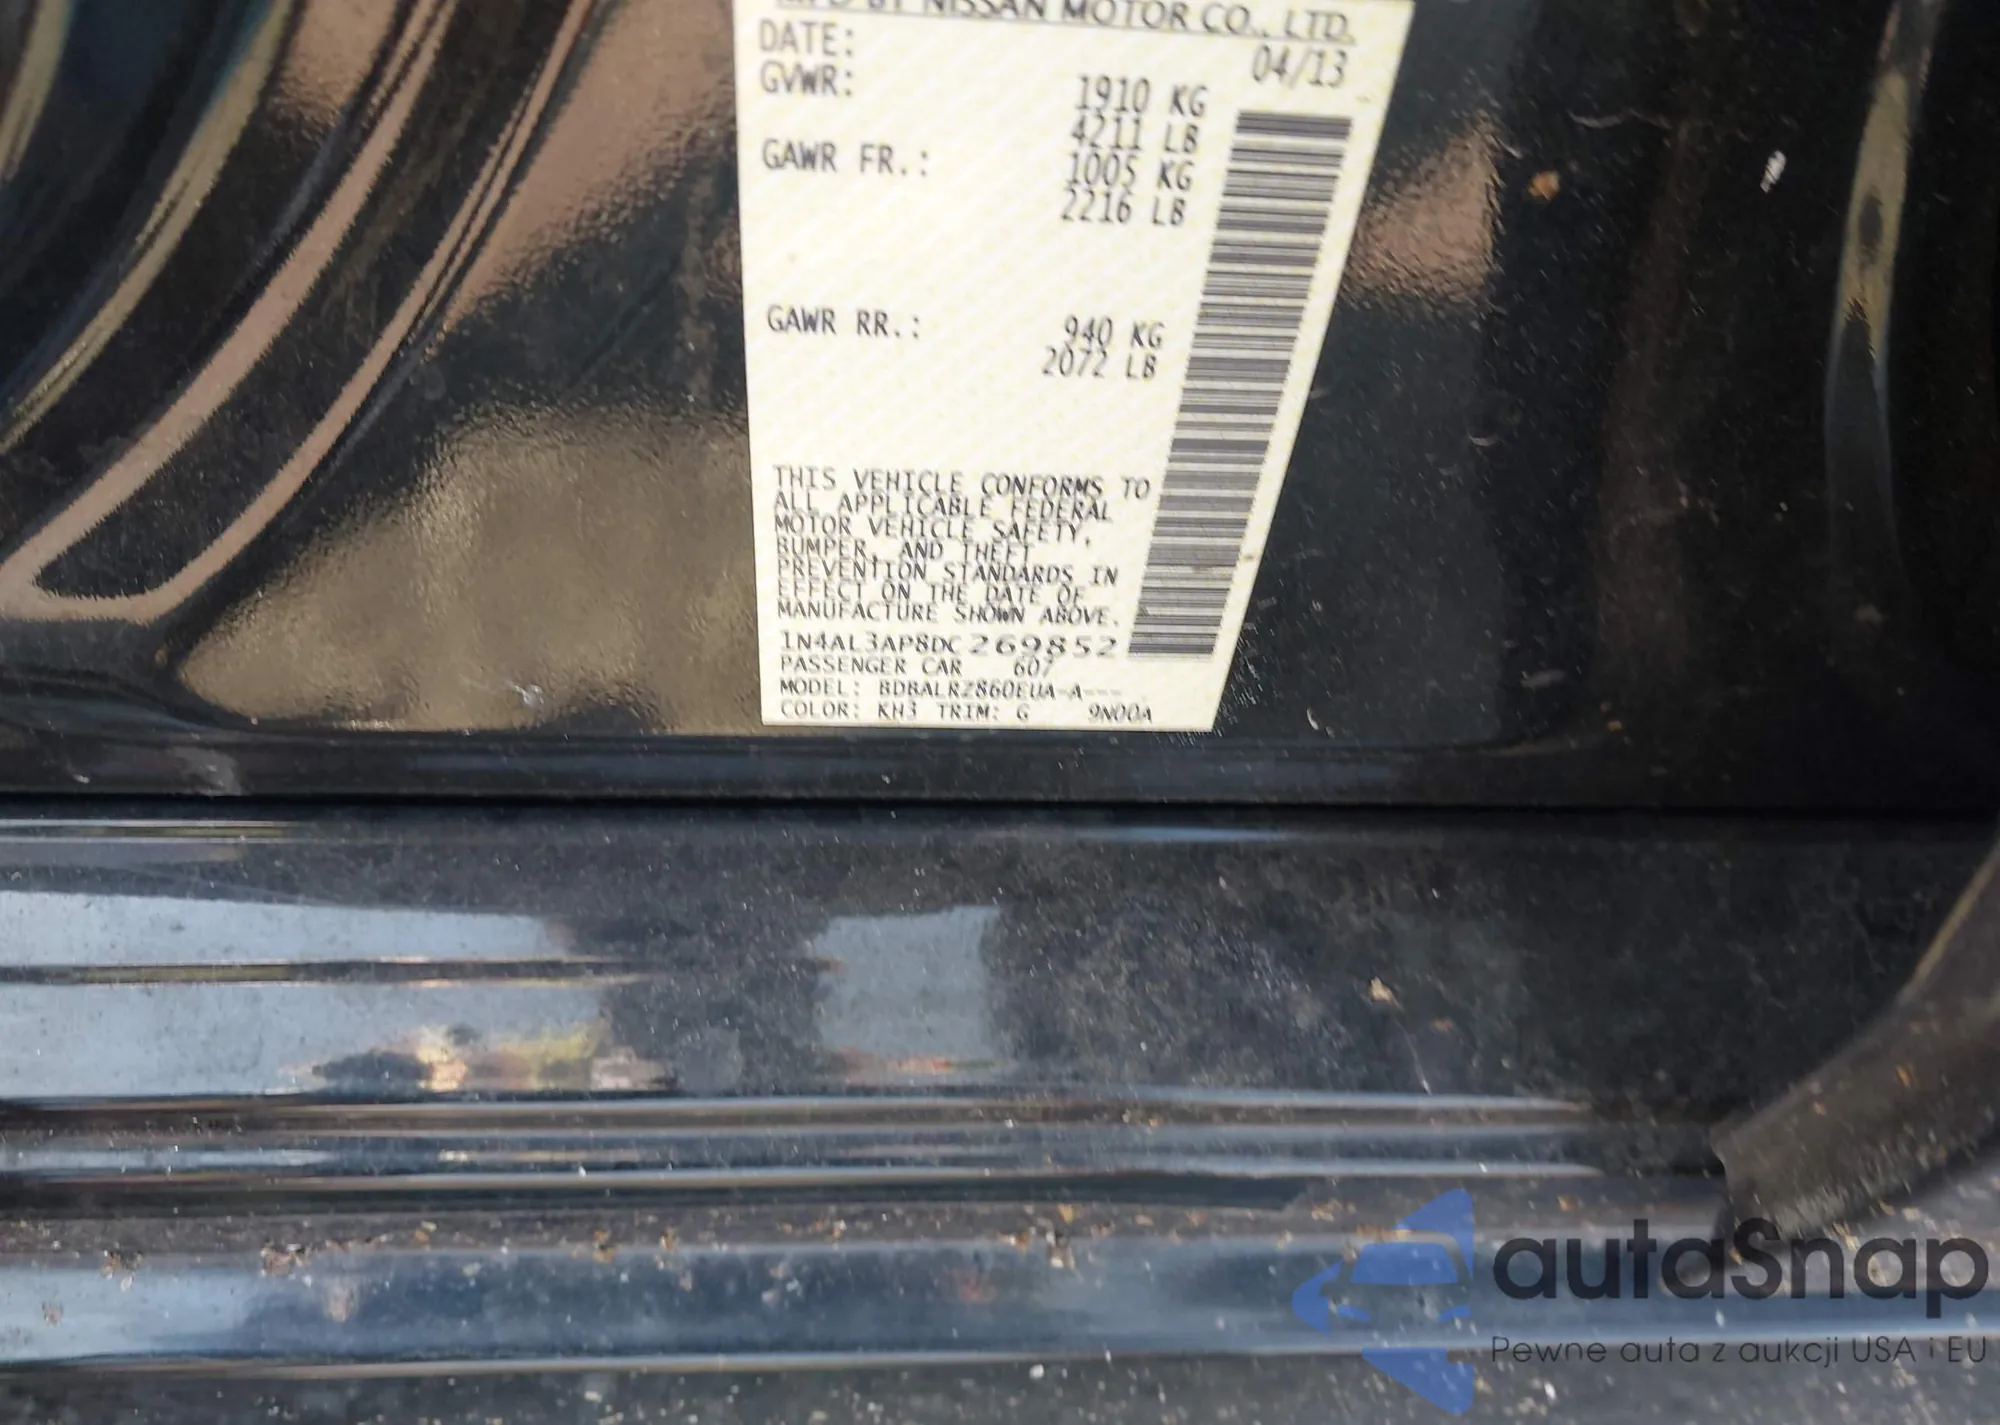 MFD BY NISSAN MOTOR CO., LTD.
DATE: 04/13
GVWR: 1910 KG
4211 LB
GAWR FR.: 1005 KG
2216 LB
GAWR RR.: 940 KG
2072 LB
THIS VEHICLE CONFORMS TO
ALL APPLICABLE FEDERAL
MOTOR VEHICLE SAFETY,
BUMPER, AND THEFT
PREVENTION STANDARDS IN
EFFECT ON THE DATE OF
MANUFACTURE SHOWN ABOVE.
1N4AL3AP8DC269852
PASSENGER CAR 607
MODEL: BDBALRZ860EUA-A---
COLOR: KH3 TRIM: G 9N00A
autoSnap
Pewne auta z aukcji USA i EU